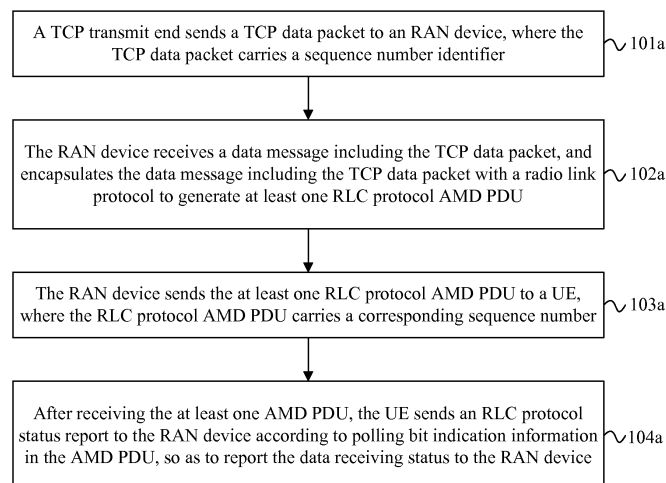 A TCP transmit end sends a TCP data packet to an RAN device, where the
TCP data packet carries a sequence number identifier
101a
The RAN device receives a data message including the TCP data packet, and
encapsulates the data message including the TCP data packet with a radio link
protocol to generate at least one RLC protocol AMD PDU
102a
The RAN device sends the at least one RLC protocol AMD PDU to a UE,
where the RLC protocol AMD PDU carries a corresponding sequence number
103a
After receiving the at least one AMD PDU, the UE sends an RLC protocol
status report to the RAN device according to polling bit indication information
in the AMD PDU, so as to report the data receiving status to the RAN device
104a